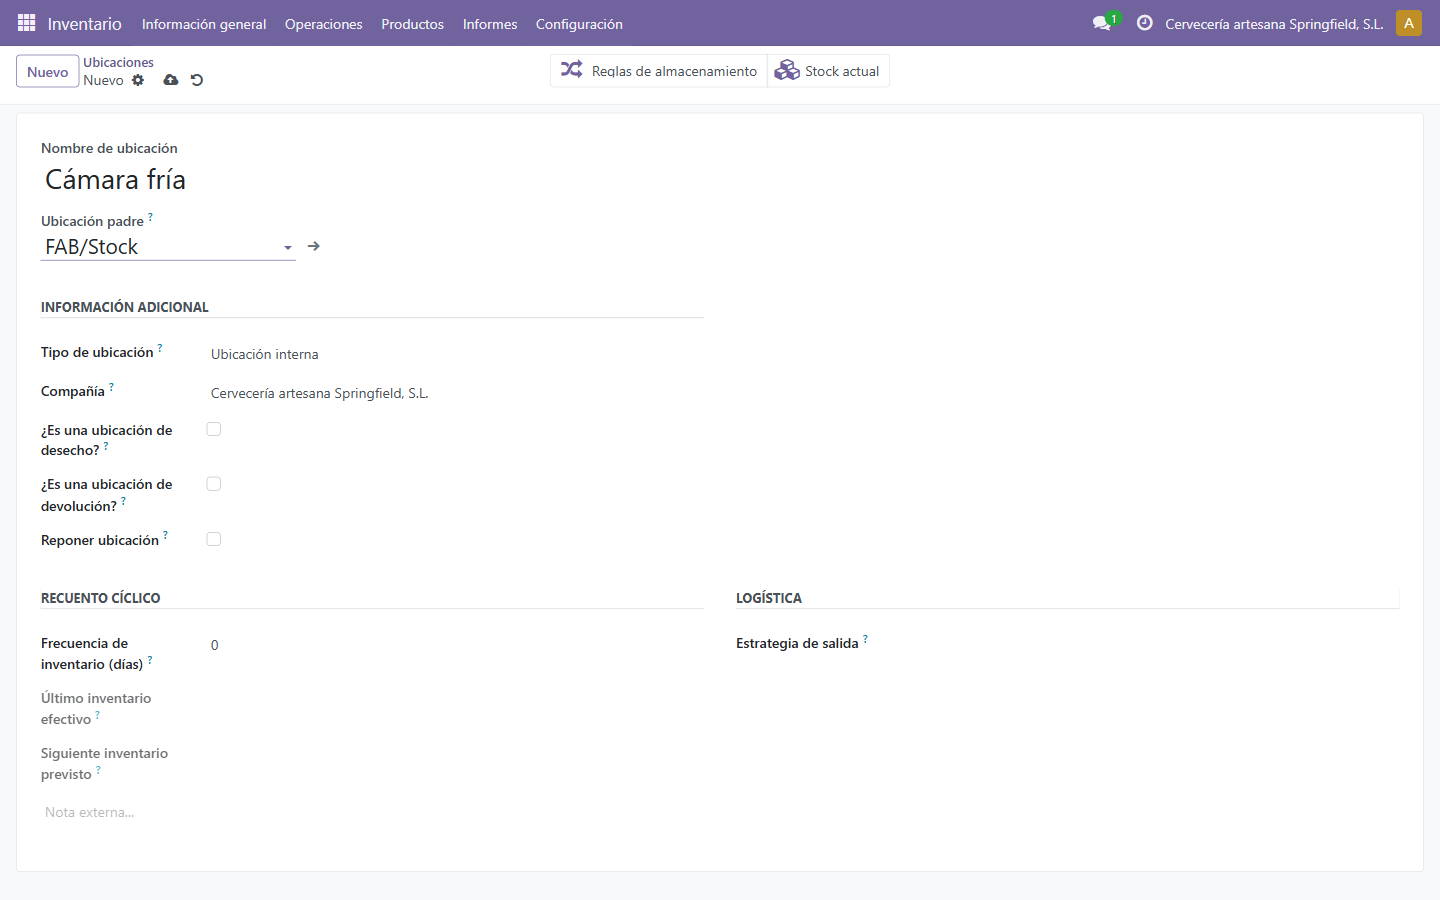 Inventario
Información general
Operaciones
Productos
Informes
Configuración
1
Cervecería artesana Springfield, S.L.
A
Nuevo
Ubicaciones
Nuevo
Reglas de almacenamiento
Stock actual
Nombre de ubicación
Cámara fría
Ubicación padre ?
FAB/Stock
INFORMACIÓN ADICIONAL
Tipo de ubicación ?
Ubicación interna
Compañía ?
Cervecería artesana Springfield, S.L.
¿Es una ubicación de
desecho? ?
¿Es una ubicación de
devolución? ?
Reponer ubicación ?
RECUENTO CÍCLICO
Frecuencia de
inventario (días) ?
0
Último inventario
efectivo ?
Siguiente inventario
previsto ?
Nota externa...
LOGÍSTICA
Estrategia de salida ?